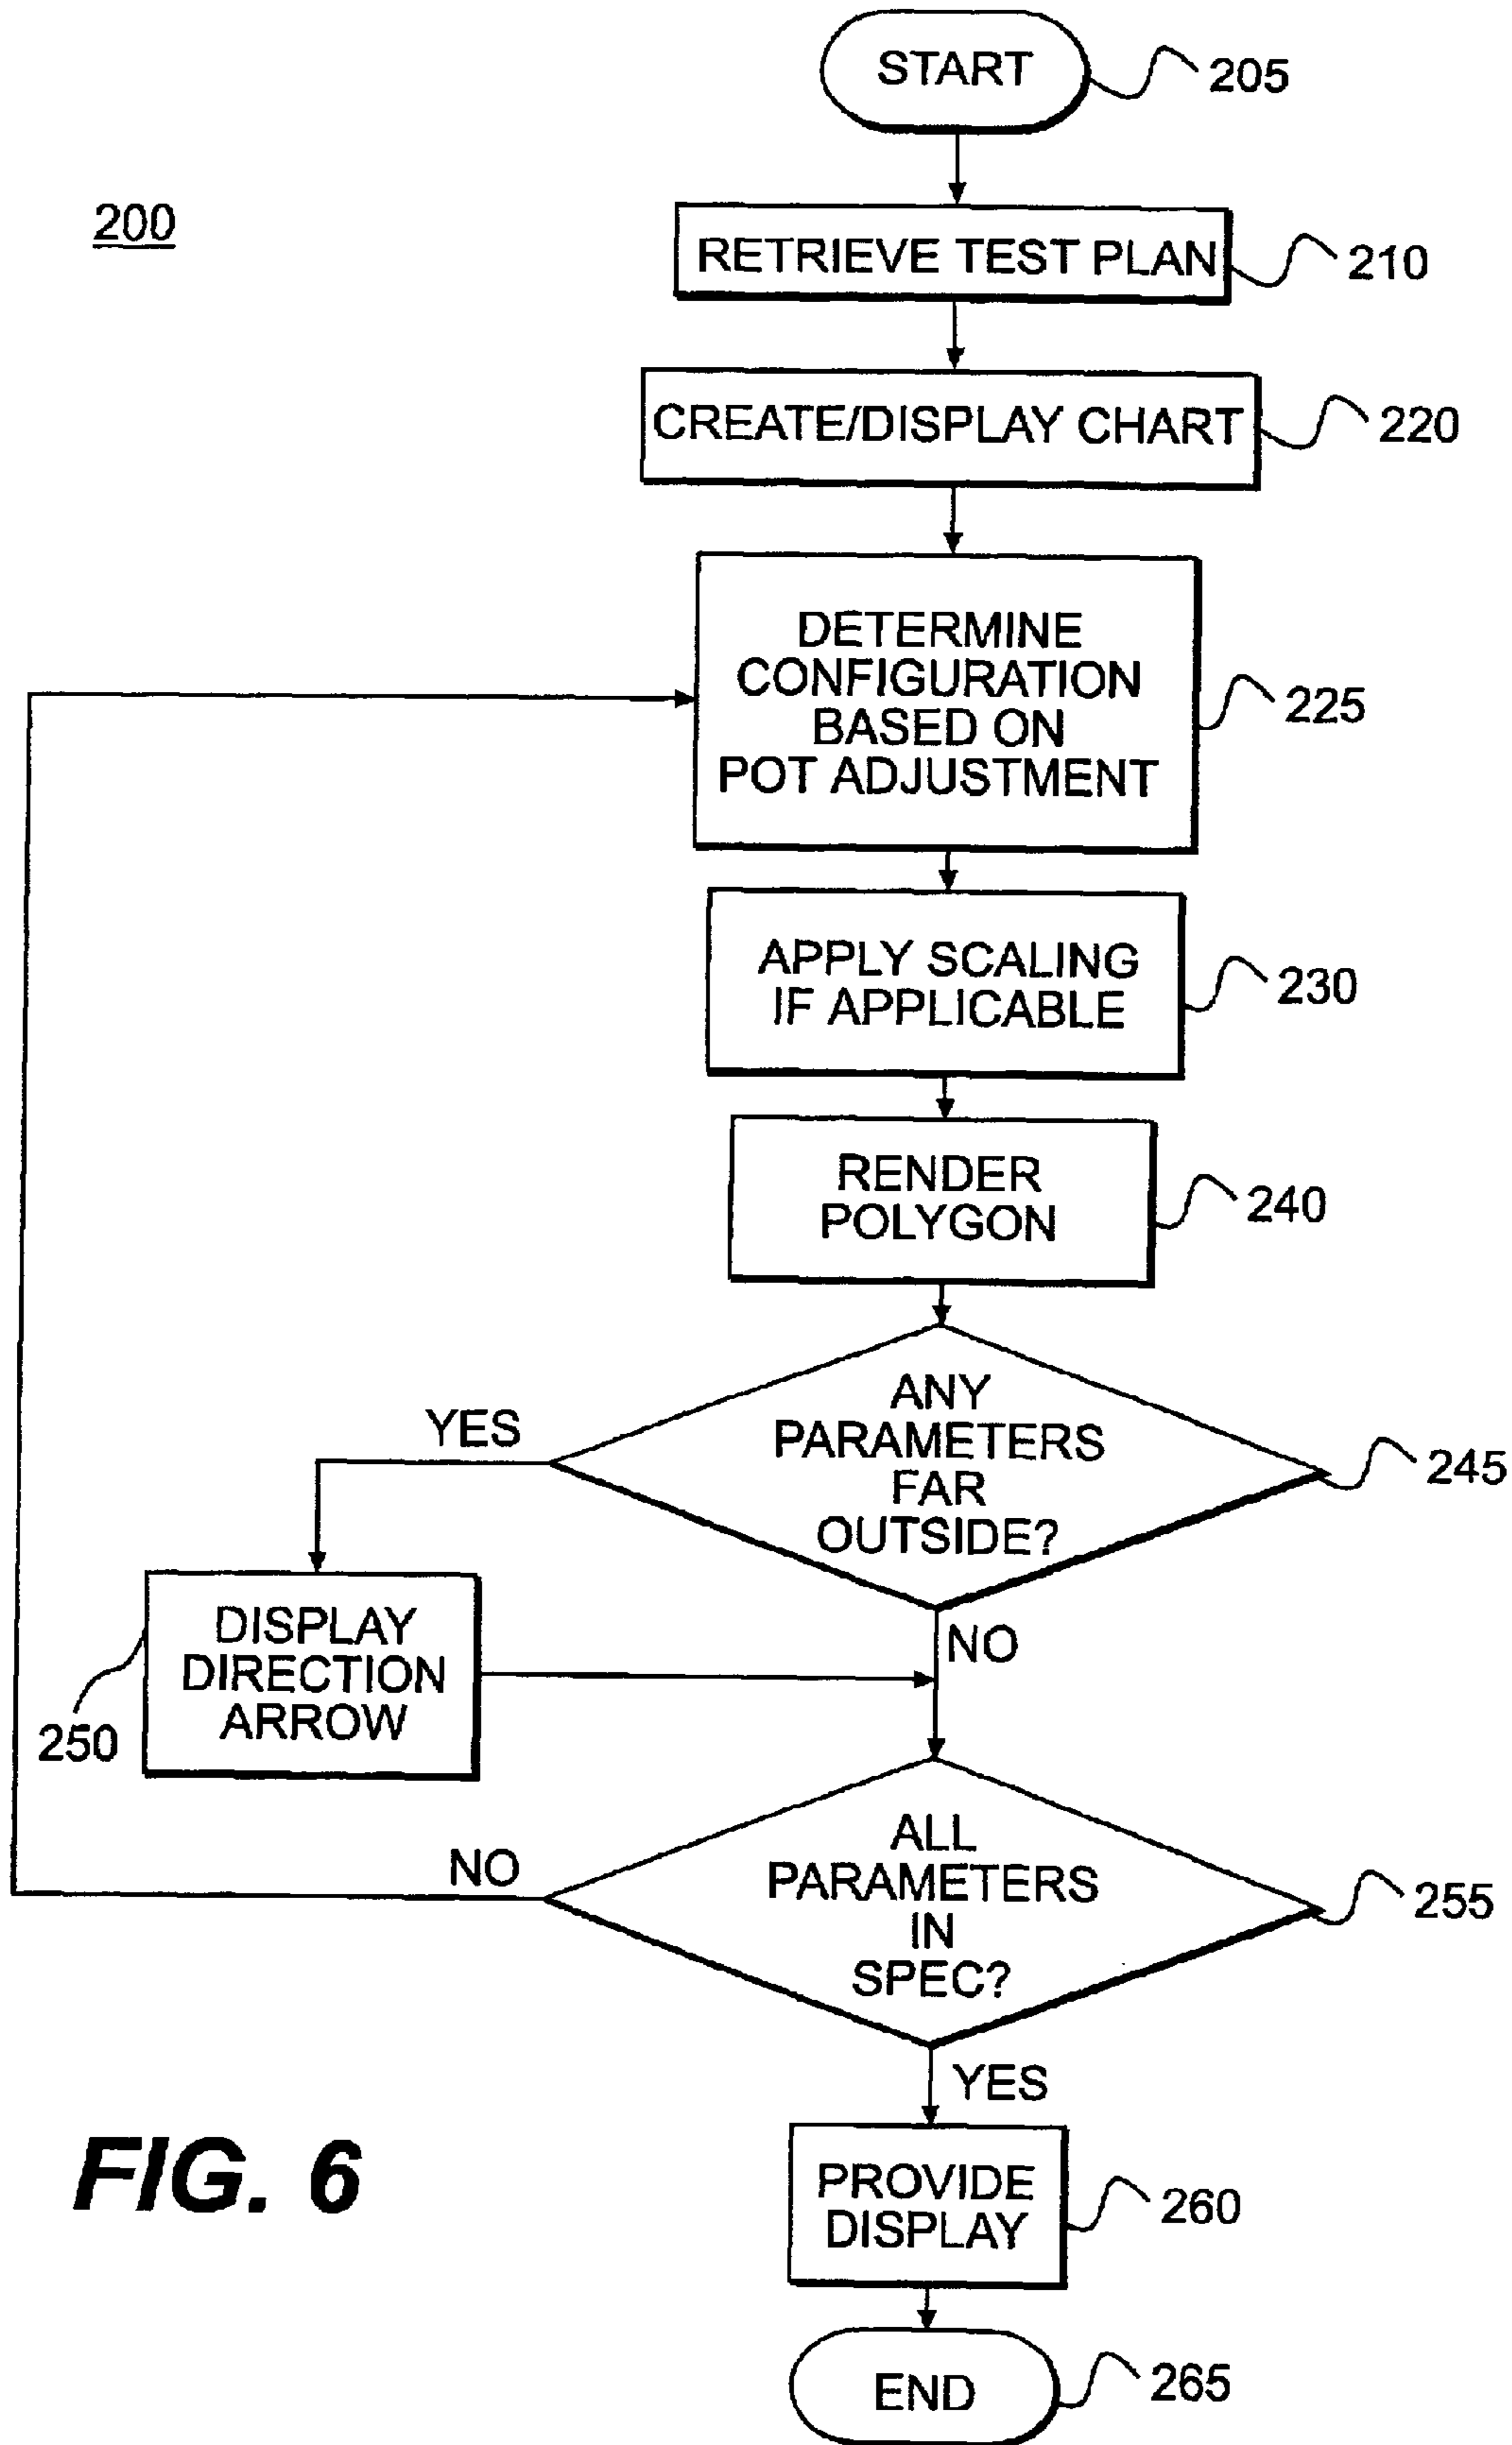 START
205
200
RETRIEVE TEST PLAN
210
CREATE/DISPLAY CHART
220
DETERMINE
CONFIGURATION
BASED ON
POT ADJUSTMENT
225
APPLY SCALING
IF APPLICABLE
230
RENDER
POLYGON
240
ANY
PARAMETERS
FAR
OUTSIDE?
245
YES
NO
DISPLAY
DIRECTION
ARROW
250
ALL
PARAMETERS
IN
SPEC?
255
NO
YES
PROVIDE
DISPLAY
260
END
265
FIG. 6